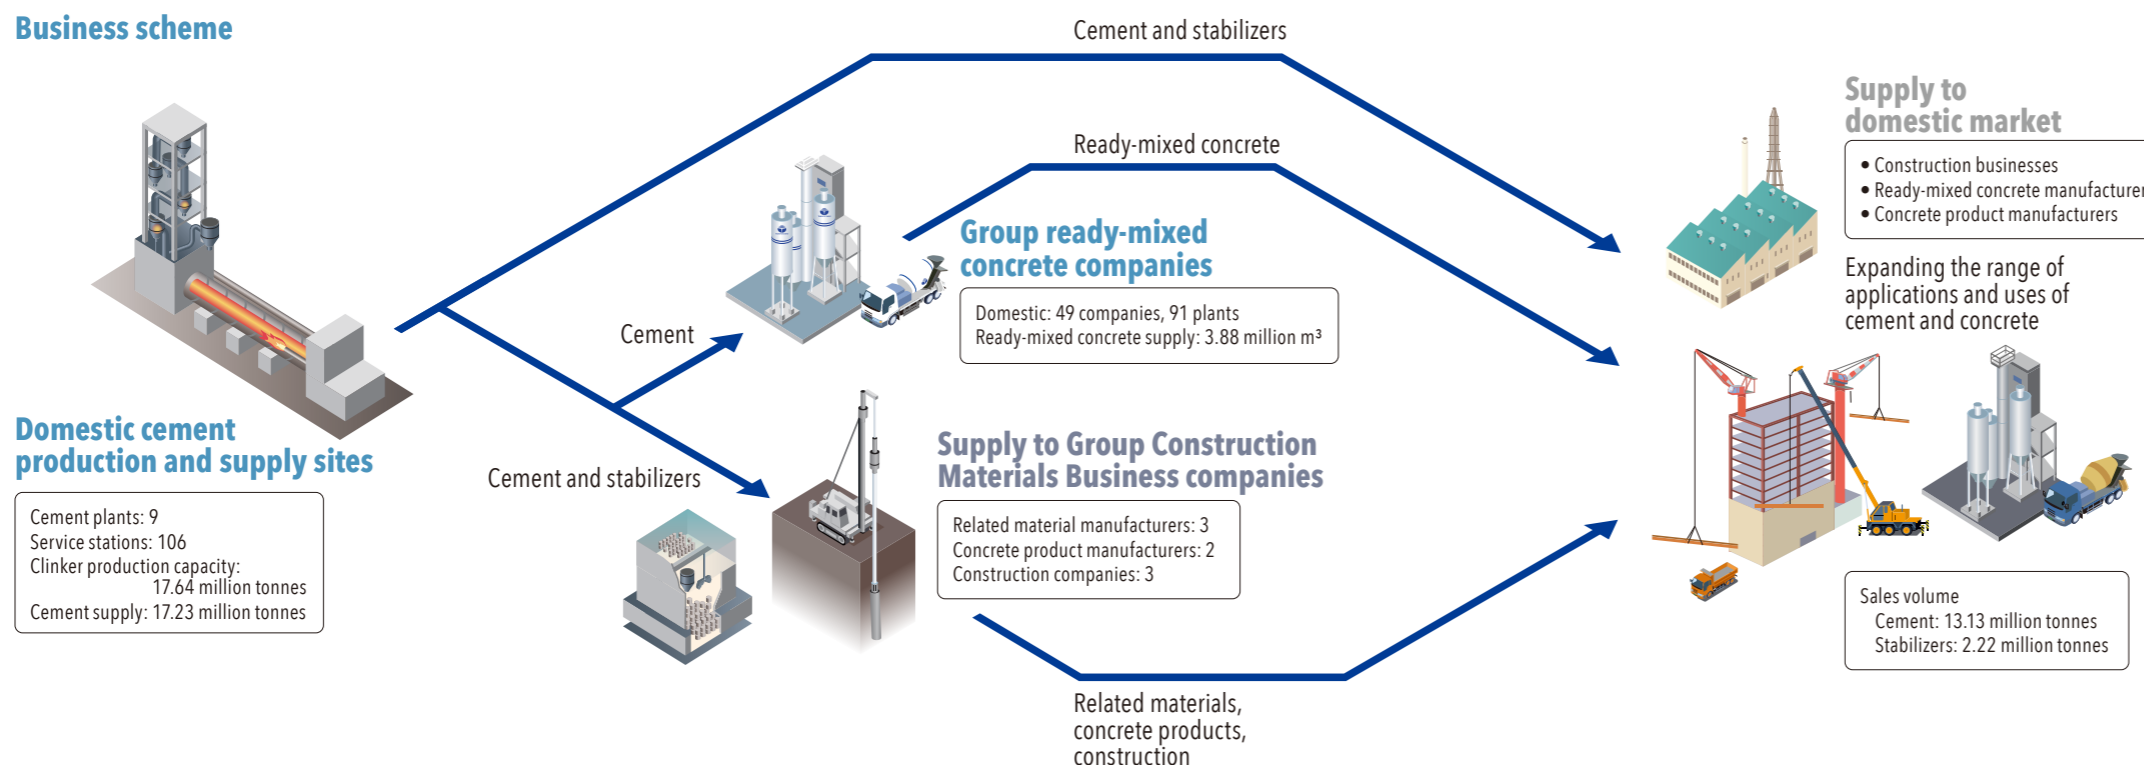 Business scheme
Cement and stabilizers
Ready-mixed concrete
Cement
Cement and stabilizers
Domestic cement
production and supply sites
Cement plants: 9
Service stations: 106
Clinker production capacity:
17.64 million tonnes
Cement supply: 17.23 million tonnes
Group ready-mixed
concrete companies
Domestic: 49 companies, 91 plants
Ready-mixed concrete supply: 3.88 million m³
Supply to Group Construction
Materials Business companies
Related material manufacturers: 3
Concrete product manufacturers: 2
Construction companies: 3
Related materials,
concrete products,
construction
Supply to
domestic market
• Construction businesses
• Ready-mixed concrete manufacturer
• Concrete product manufacturers
Expanding the range of
applications and uses of
cement and concrete
Sales volume
Cement: 13.13 million tonnes
Stabilizers: 2.22 million tonnes